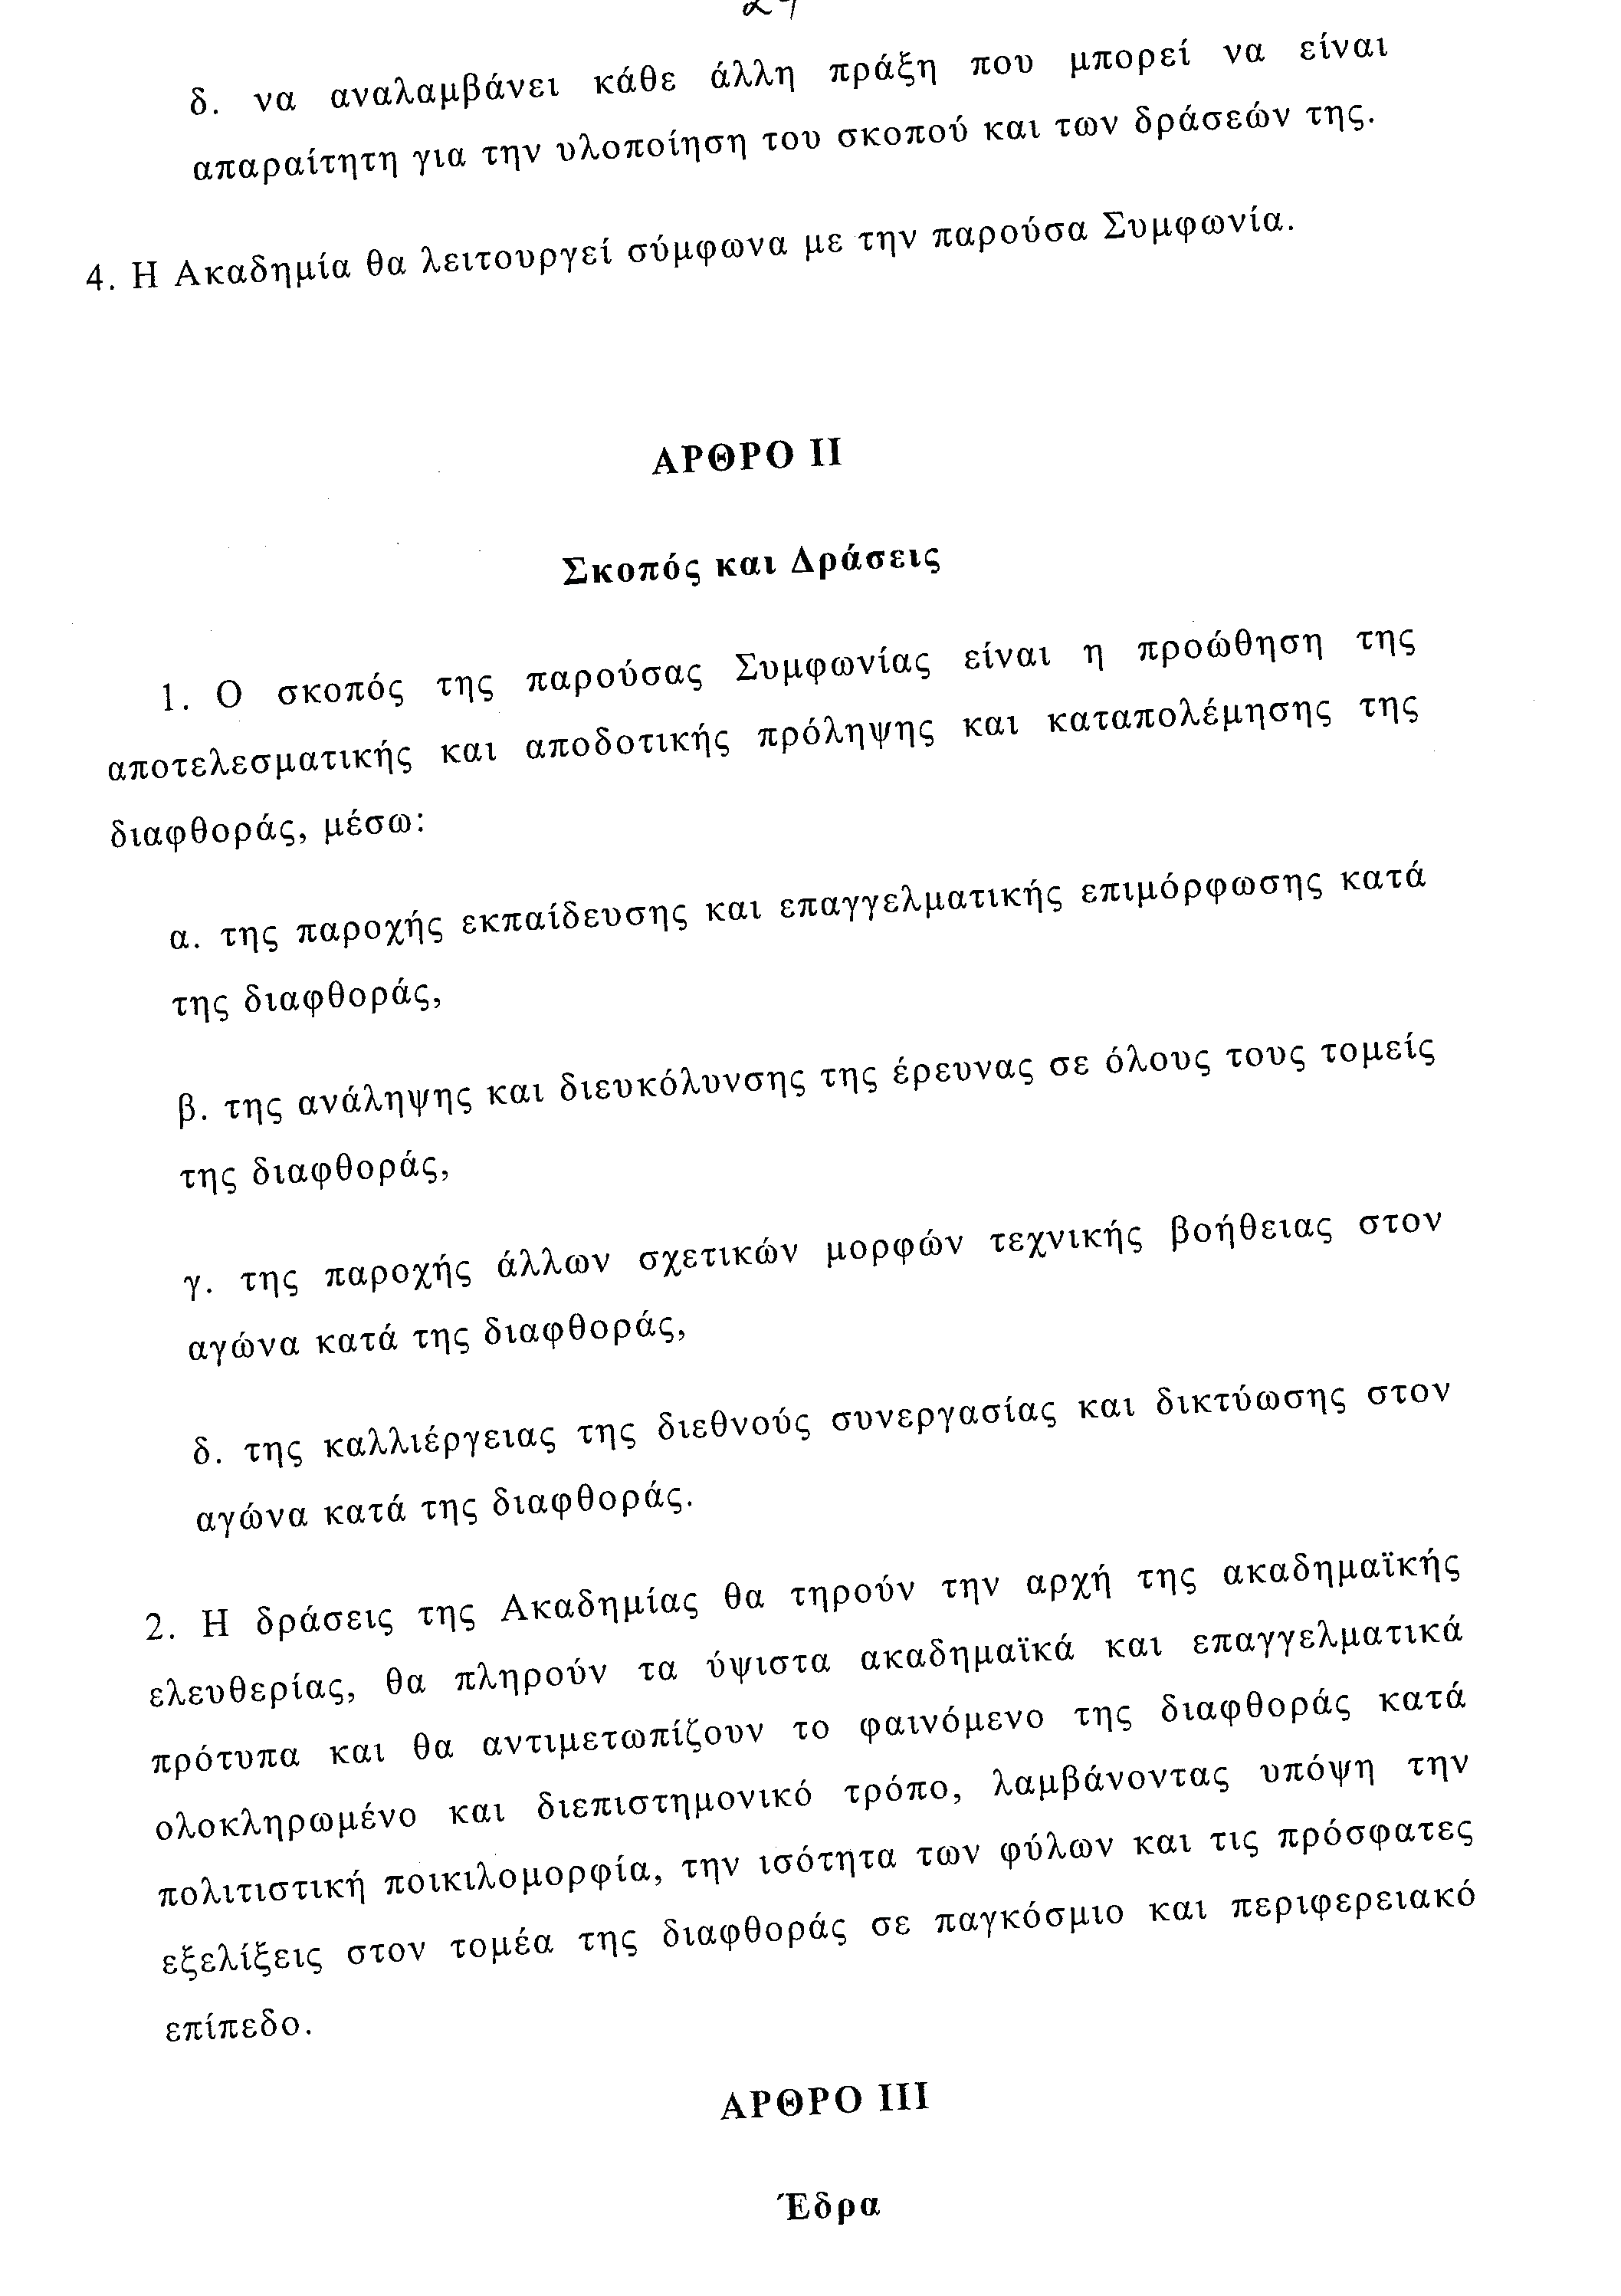 δ. να αναλαμβάνει κάθε άλλη πράξη που μπορεί να είναι
απαραίτητη για την υλοποίηση του σκοπού και των δράσεών της.
4. Η Ακαδημία θα λειτουργεί σύμφωνα με την παρούσα Συμφωνία.
ΑΡΘΡΟ ΙΙ
Σκοπός και Δράσεις
1. Ο σκοπός της παρούσας Συμφωνίας είναι η προώθηση της
αποτελεσματικής και αποδοτικής πρόληψης και καταπολέμησης της
διαφθοράς, μέσω:
α. της παροχής εκπαίδευσης και επαγγελματικής επιμόρφωσης κατά
της διαφθοράς,
β. της ανάληψης και διευκόλυνσης της έρευνας σε όλους τους τομείς
της διαφθοράς,
γ. της παροχής άλλων σχετικών μορφών τεχνικής βοήθειας στον
αγώνα κατά της διαφθοράς,
δ. της καλλιέργειας της διεθνούς συνεργασίας και δικτύωσης στον
αγώνα κατά της διαφθοράς.
2. Η δράσεις της Ακαδημίας θα τηρούν την αρχή της ακαδημαϊκής
ελευθερίας, θα πληρούν τα ύψιστα ακαδημαϊκά και επαγγελματικά
πρότυπα και θα αντιμετωπίζουν το φαινόμενο της διαφθοράς κατά
ολοκληρωμένο και διεπιστημονικό τρόπο, λαμβάνοντας υπόψη την
πολιτιστική ποικιλομορφία, την ισότητα των φύλων και τις πρόσφατες
εξελίξεις στον τομέα της διαφθοράς σε παγκόσμιο και περιφερειακό
επίπεδο.
ΑΡΘΡΟ ΙΙΙ
Έδρα